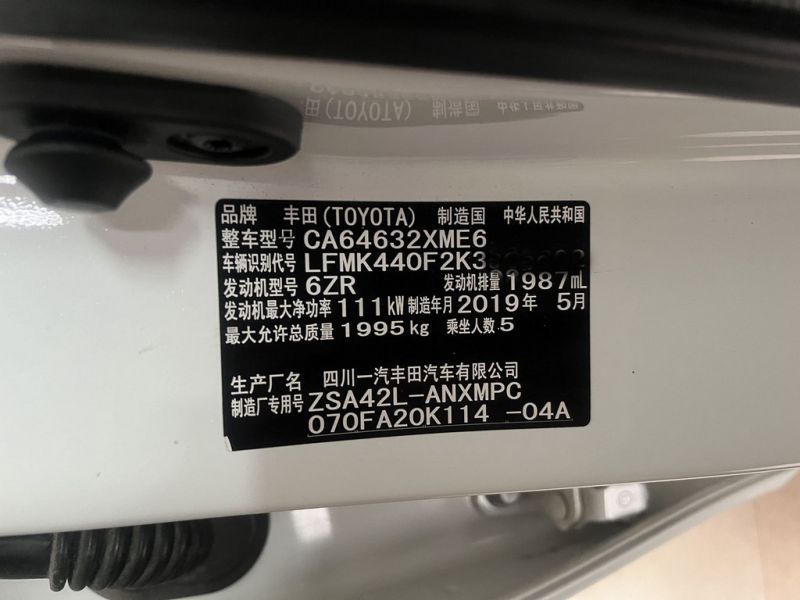 品牌 丰田(TOYOTA) 制造国 中华人民共和国
整车型号 CA64632XME6
车辆识别代号 LFMK440F2K3
发动机型号 6ZR 发动机排量 1987mL
发动机最大净功率 111kW 制造年月 2019年 5月
最大允许总质量 1995kg 乘坐人数 5
生产厂名 四川一汽丰田汽车有限公司
制造厂专用号 ZSA42L-ANXMPC
070FA20K114 -04A